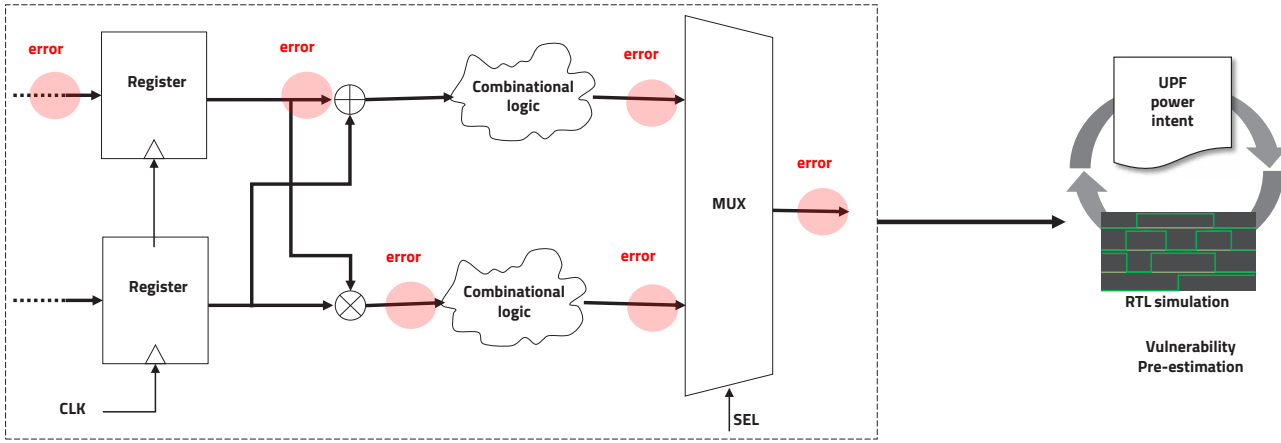 error
Register
error
Combinational
logic
error
UPF
power
intent
MUX
error
Register
error
Combinational
logic
error
RTL simulation
Vulnerability
Pre-estimation
CLK
SEL